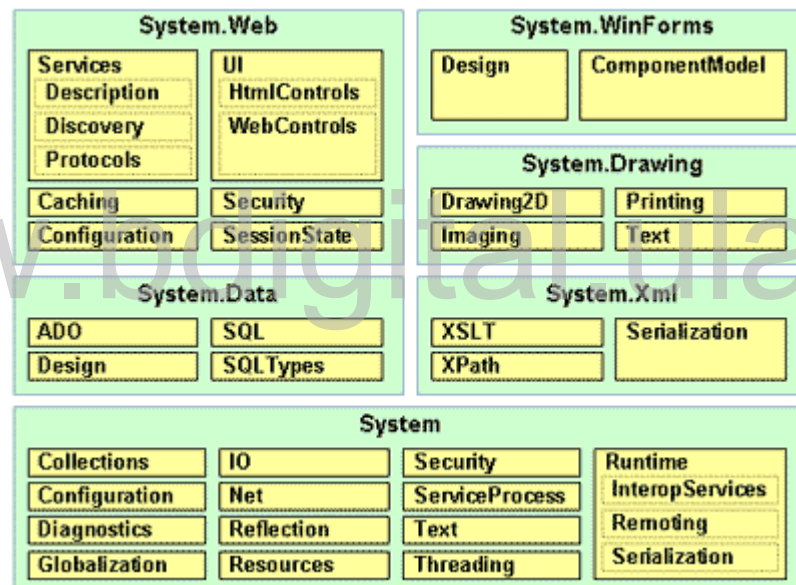 System.Web
Services
Description
Discovery
Protocols
UI
HtmlControls
WebControls
Caching
Security
Configuration
SessionState
System.WinForms
Design
ComponentModel
System.Drawing
Drawing2D
Printing
Imaging
Text
System.Data
ADO
SQL
Design
SQLTypes
System.Xml
XSLT
Serialization
XPath
System
Collections
IO
Security
Configuration
Net
ServiceProcess
Diagnostics
Reflection
Text
Globalization
Resources
Threading
Runtime
InteropServices
Remoting
Serialization
w.bdigital.ula